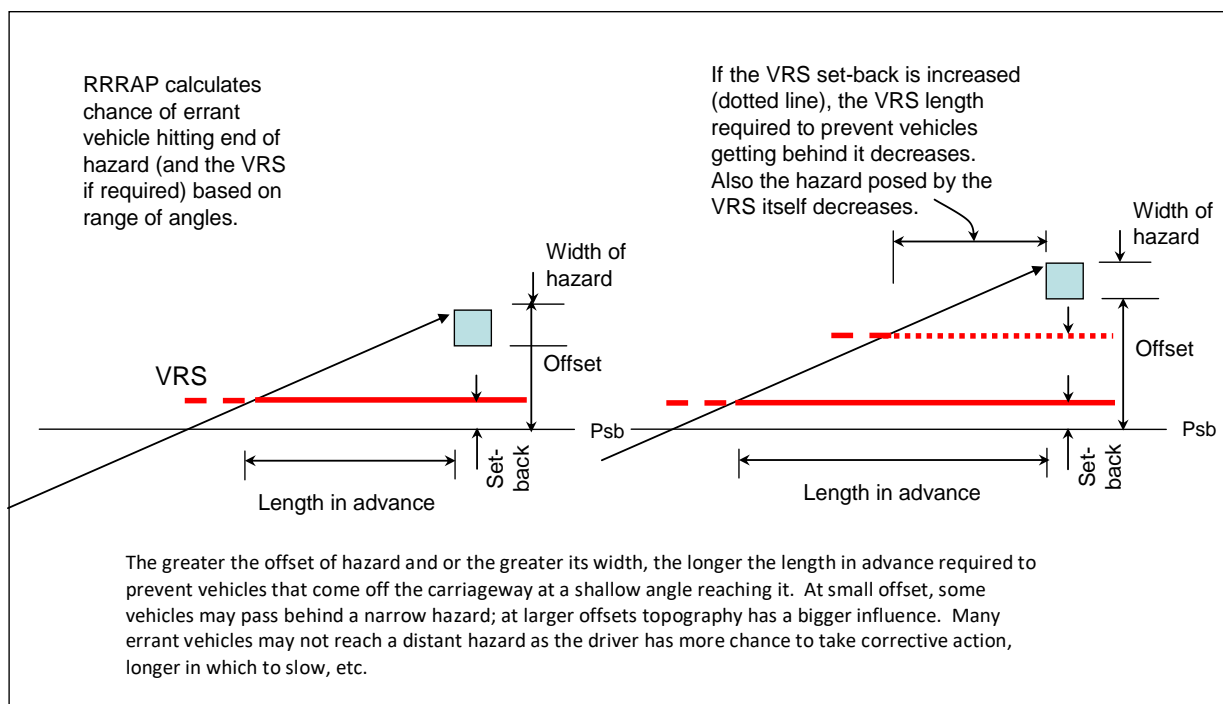 RRRAP calculates
chance of errant
vehicle hitting end of
hazard (and the VRS
if required) based on
range of angles.
Width of
hazard
Offset
VRS
Psb
Set-
back
Length in advance
If the VRS set-back is increased
(dotted line), the VRS length
required to prevent vehicles
getting behind it decreases.
Also the hazard posed by the
VRS itself decreases.
Width of
hazard
Offset
Psb
Set-
back
Length in advance
The greater the offset of hazard and or the greater its width, the longer the length in advance required to
prevent vehicles that come off the carriageway at a shallow angle reaching it.  At small offset, some
vehicles may pass behind a narrow hazard; at larger offsets topography has a bigger influence.  Many
errant vehicles may not reach a distant hazard as the driver has more chance to take corrective action,
longer in which to slow, etc.